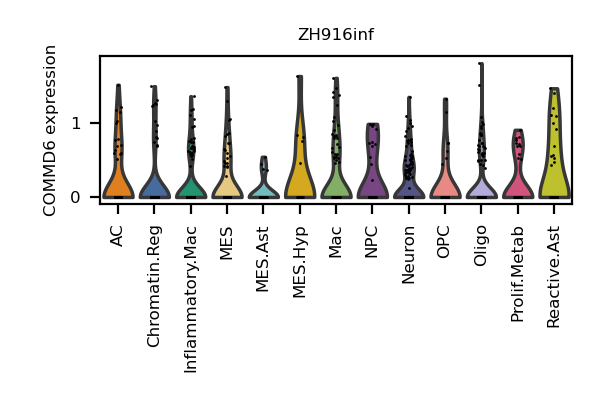 ZH916inf
COMMD6 expression
1
0
AC
Chromatin.Reg
Inflammatory.Mac
MES
MES.Ast
MES.Hyp
Mac
NPC
Neuron
OPC
Oligo
Prolif.Metab
Reactive.Ast